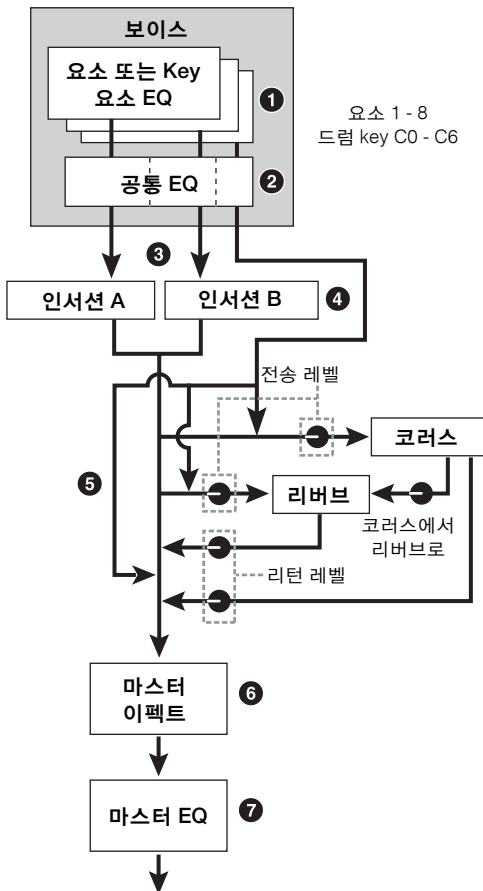 보이스
요소 또는 Key
요소 EQ
1
요소 1 - 8
드럼 key C0 - C6
공통 EQ
2
3
인서션 A
인서션 B
4
전송 레벨
코러스
5
리버브
코러스에서
리버브로
리턴 레벨
마스터
이펙트
6
마스터 EQ
7